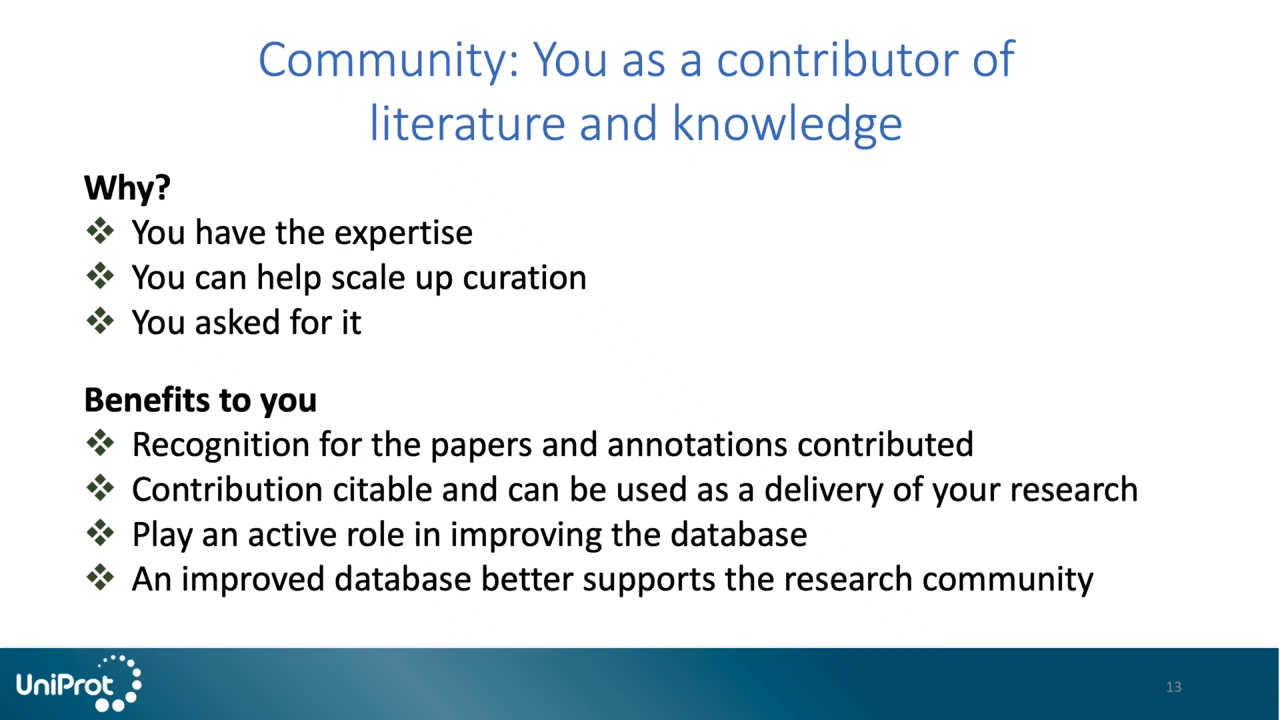 Community: You as a contributor of
literature and knowledge
Why?
❖ You have the expertise
❖ You can help scale up curation
❖ You asked for it
Benefits to you
❖ Recognition for the papers and annotations contributed
❖ Contribution citable and can be used as a delivery of your research
❖ Play an active role in improving the database
❖ An improved database better supports the research community
UniProt
13